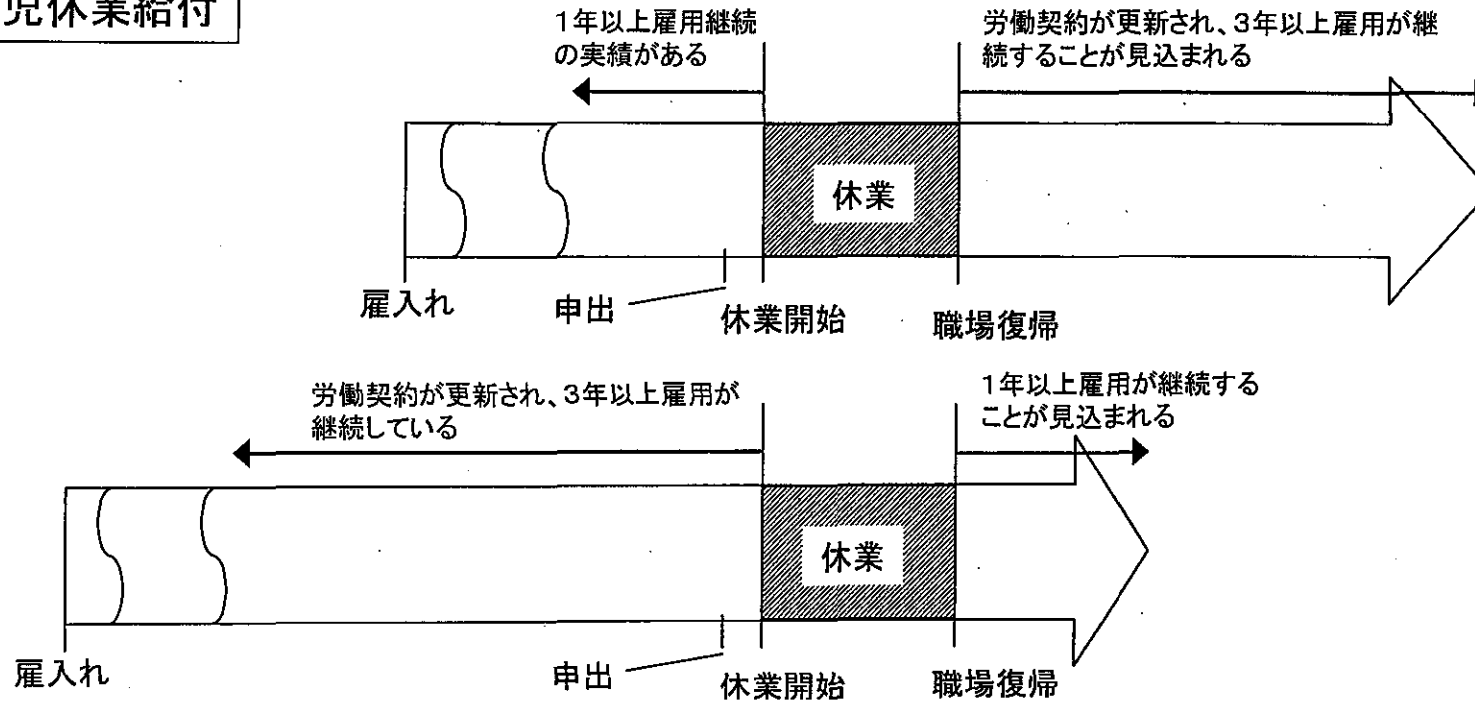 児休業給付
1年以上雇用継続
の実績がある
労働契約が更新され、3年以上雇用が継
続することが見込まれる
休業
雇入れ
申出
休業開始
職場復帰
労働契約が更新され、3年以上雇用が
継続している
1年以上雇用が継続する
ことが見込まれる
休業
雇入れ
申出
休業開始
職場復帰